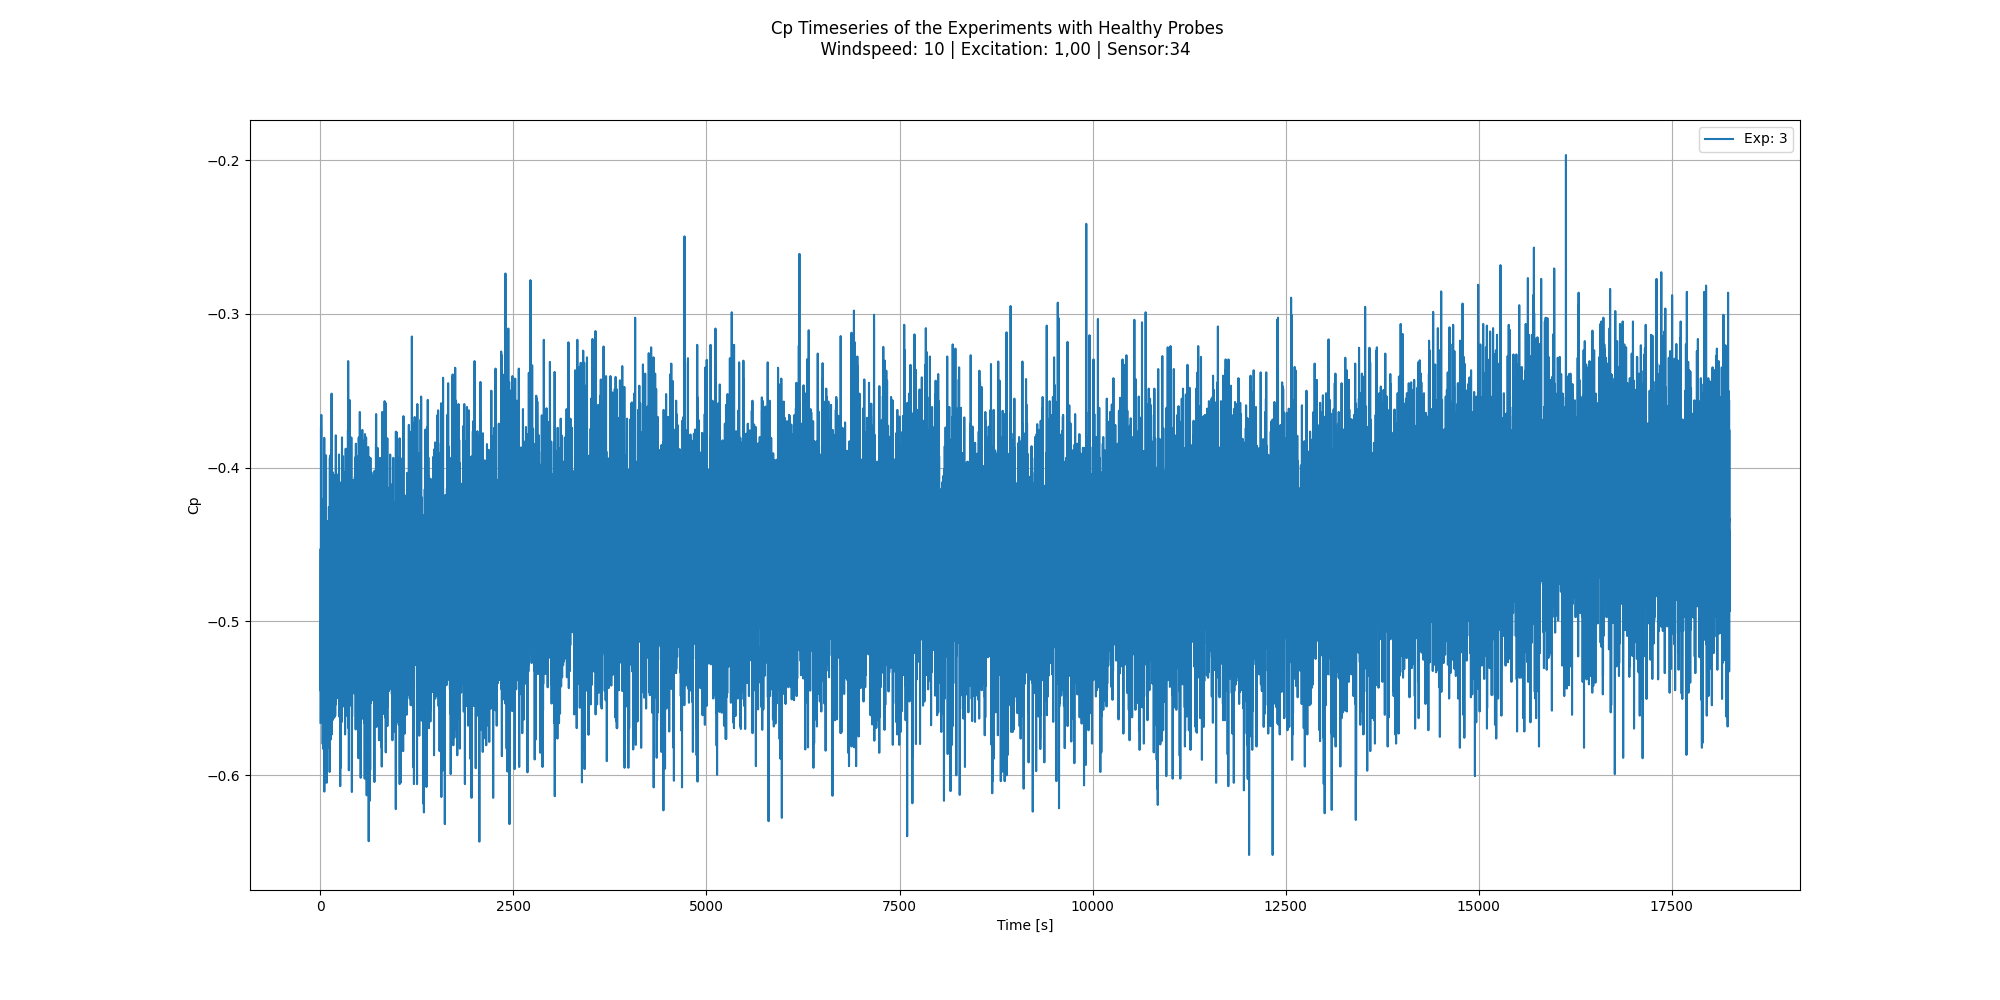 Cp Timeseries of the Experiments with Healthy Probes
Windspeed: 10 | Excitation: 1,00 | Sensor:34
Exp: 3
−0.2
−0.3
−0.4
−0.5
−0.6
Cp
0 2500 5000 7500 10000 12500 15000 17500
Time [s]